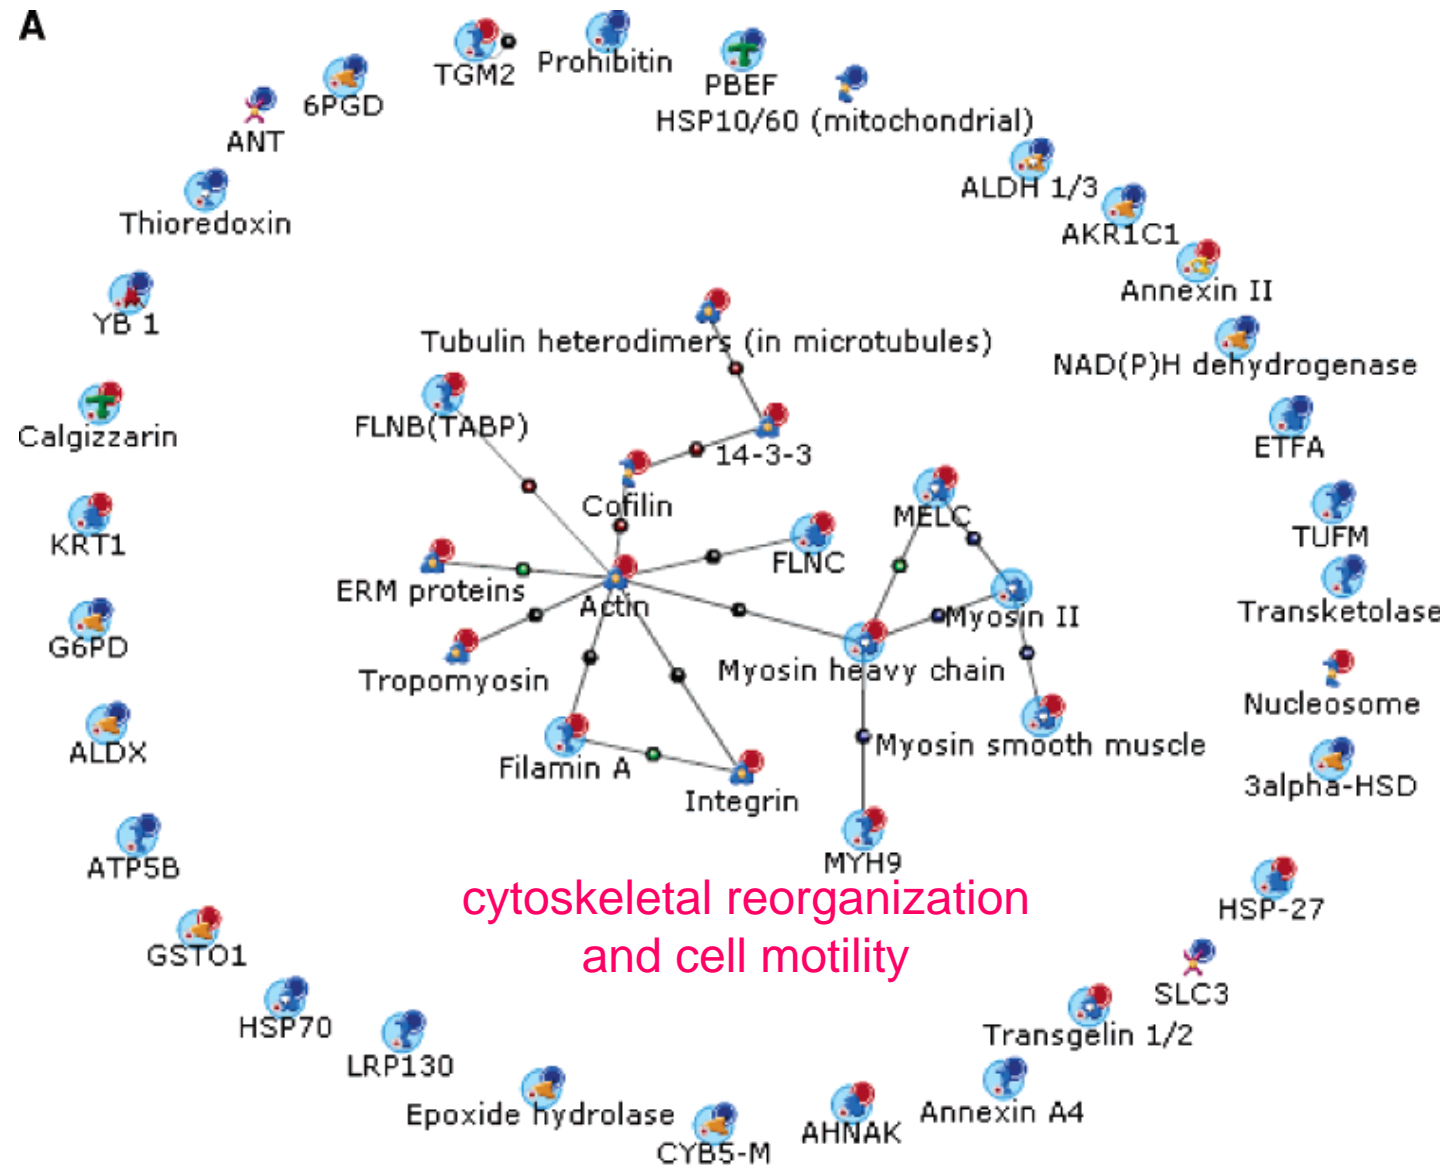 A
TGM2
Prohibitin
PBEF
6PGD
HSP10/60 (mitochondrial)
ANT
ALDH 1/3
Thioredoxin
AKR1C1
Annexin II
YB 1
Tubulin heterodimers (in microtubules)
NAD(P)H dehydrogenase
FLNB(TABP)
Calgizzarin
14-3-3
ETFA
Cofilin
MELC
KRT1
TUFM
FLNC
ERM proteins
Actin
Myosin II
Transketolase
G6PD
Tropomyosin
Myosin heavy chain
Nucleosome
ALDX
Myosin smooth muscle
Filamin A
3alpha-HSD
Integrin
ATP5B
MYH9
cytoskeletal reorganization
and cell motility
HSP-27
GSTO1
SLC3
HSP70
Transgelin 1/2
LRP130
Epoxide hydrolase
Annexin A4
AHNAK
CYB5-M